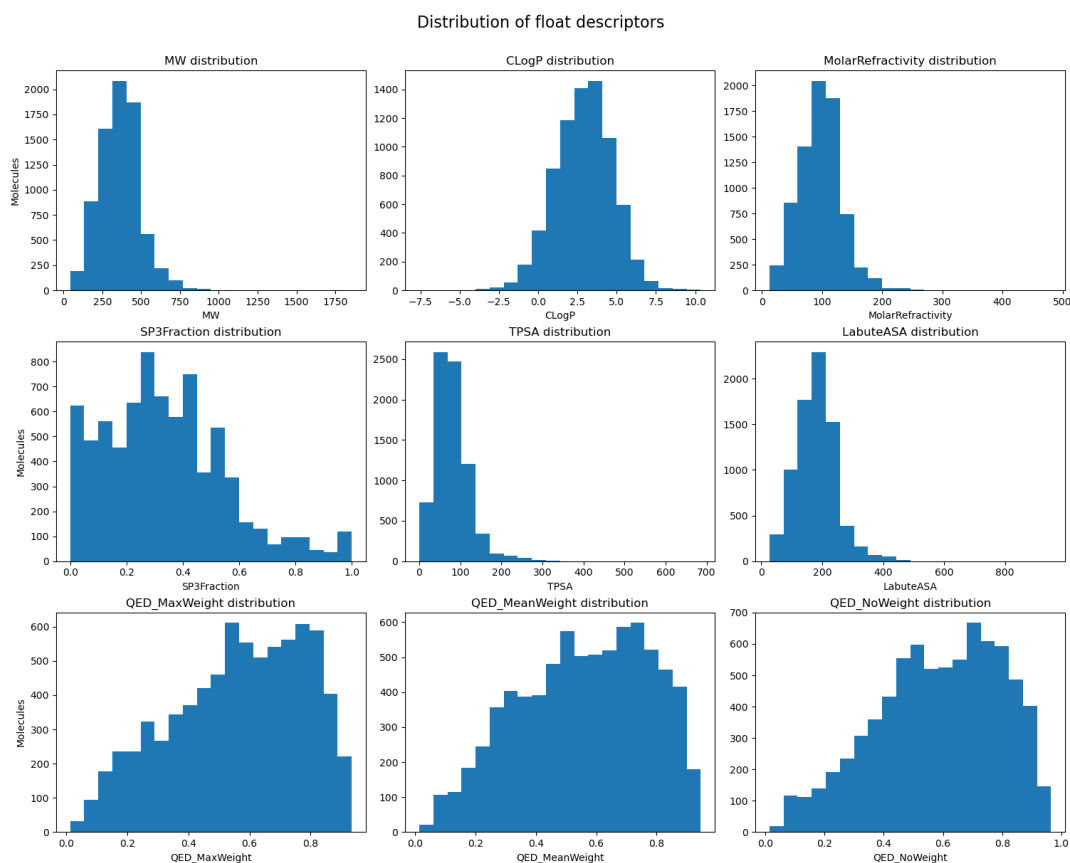 Distribution of float descriptors
MW distribution
CLogP distribution
MolarRefractivity distribution
Molecules
2000
1750
1500
1250
1000
750
500
250
0
0 250 500 750 1000 1250 1500 1750
MW
1400
1200
1000
800
600
400
200
0
−7.5 −5.0 −2.5 0.0 2.5 5.0 7.5 10.0
CLogP
2000
1750
1500
1250
1000
750
500
250
0
0 100 200 300 400 500
MolarRefractivity
SP3Fraction distribution
TPSA distribution
LabuteASA distribution
Molecules
800
700
600
500
400
300
200
100
0
0.0 0.2 0.4 0.6 0.8 1.0
SP3Fraction
2500
2000
1500
1000
500
0
0 100 200 300 400 500 600 700
TPSA
2000
1500
1000
500
0
0 200 400 600 800
LabuteASA
QED_MaxWeight distribution
QED_MeanWeight distribution
QED_NoWeight distribution
Molecules
600
500
400
300
200
100
0
0.0 0.2 0.4 0.6 0.8
QED_MaxWeight
600
500
400
300
200
100
0
0.0 0.2 0.4 0.6 0.8
QED_MeanWeight
700
600
500
400
300
200
100
0
0.0 0.2 0.4 0.6 0.8 1.0
QED_NoWeight